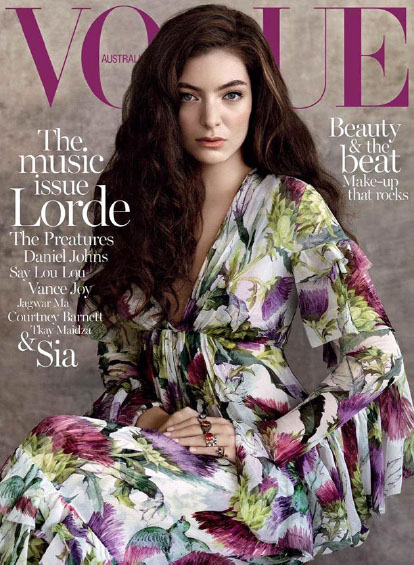 VOGUE
AUSTRALIA
The
music
issue
Lorde
The Preatures
Daniel Johns
Say Lou Lou
Vance Joy
Jagwar Ma
Courtney Barnett
Tkay Maidza
& Sia
Beauty
& the
beat
Make-up
that rocks